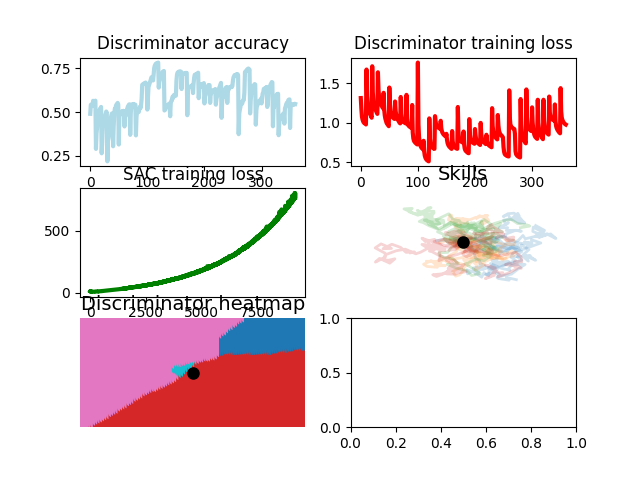 Discriminator accuracy
0.75
0.50
0.25
0 100 200 300
Discriminator training loss
1.5
1.0
0.5
0 100 200 300
SAC training loss
500
0
0 2500 5000 7500
Skills
Discriminator heatmap
1.0
0.5
0.0
0.0 0.2 0.4 0.6 0.8 1.0